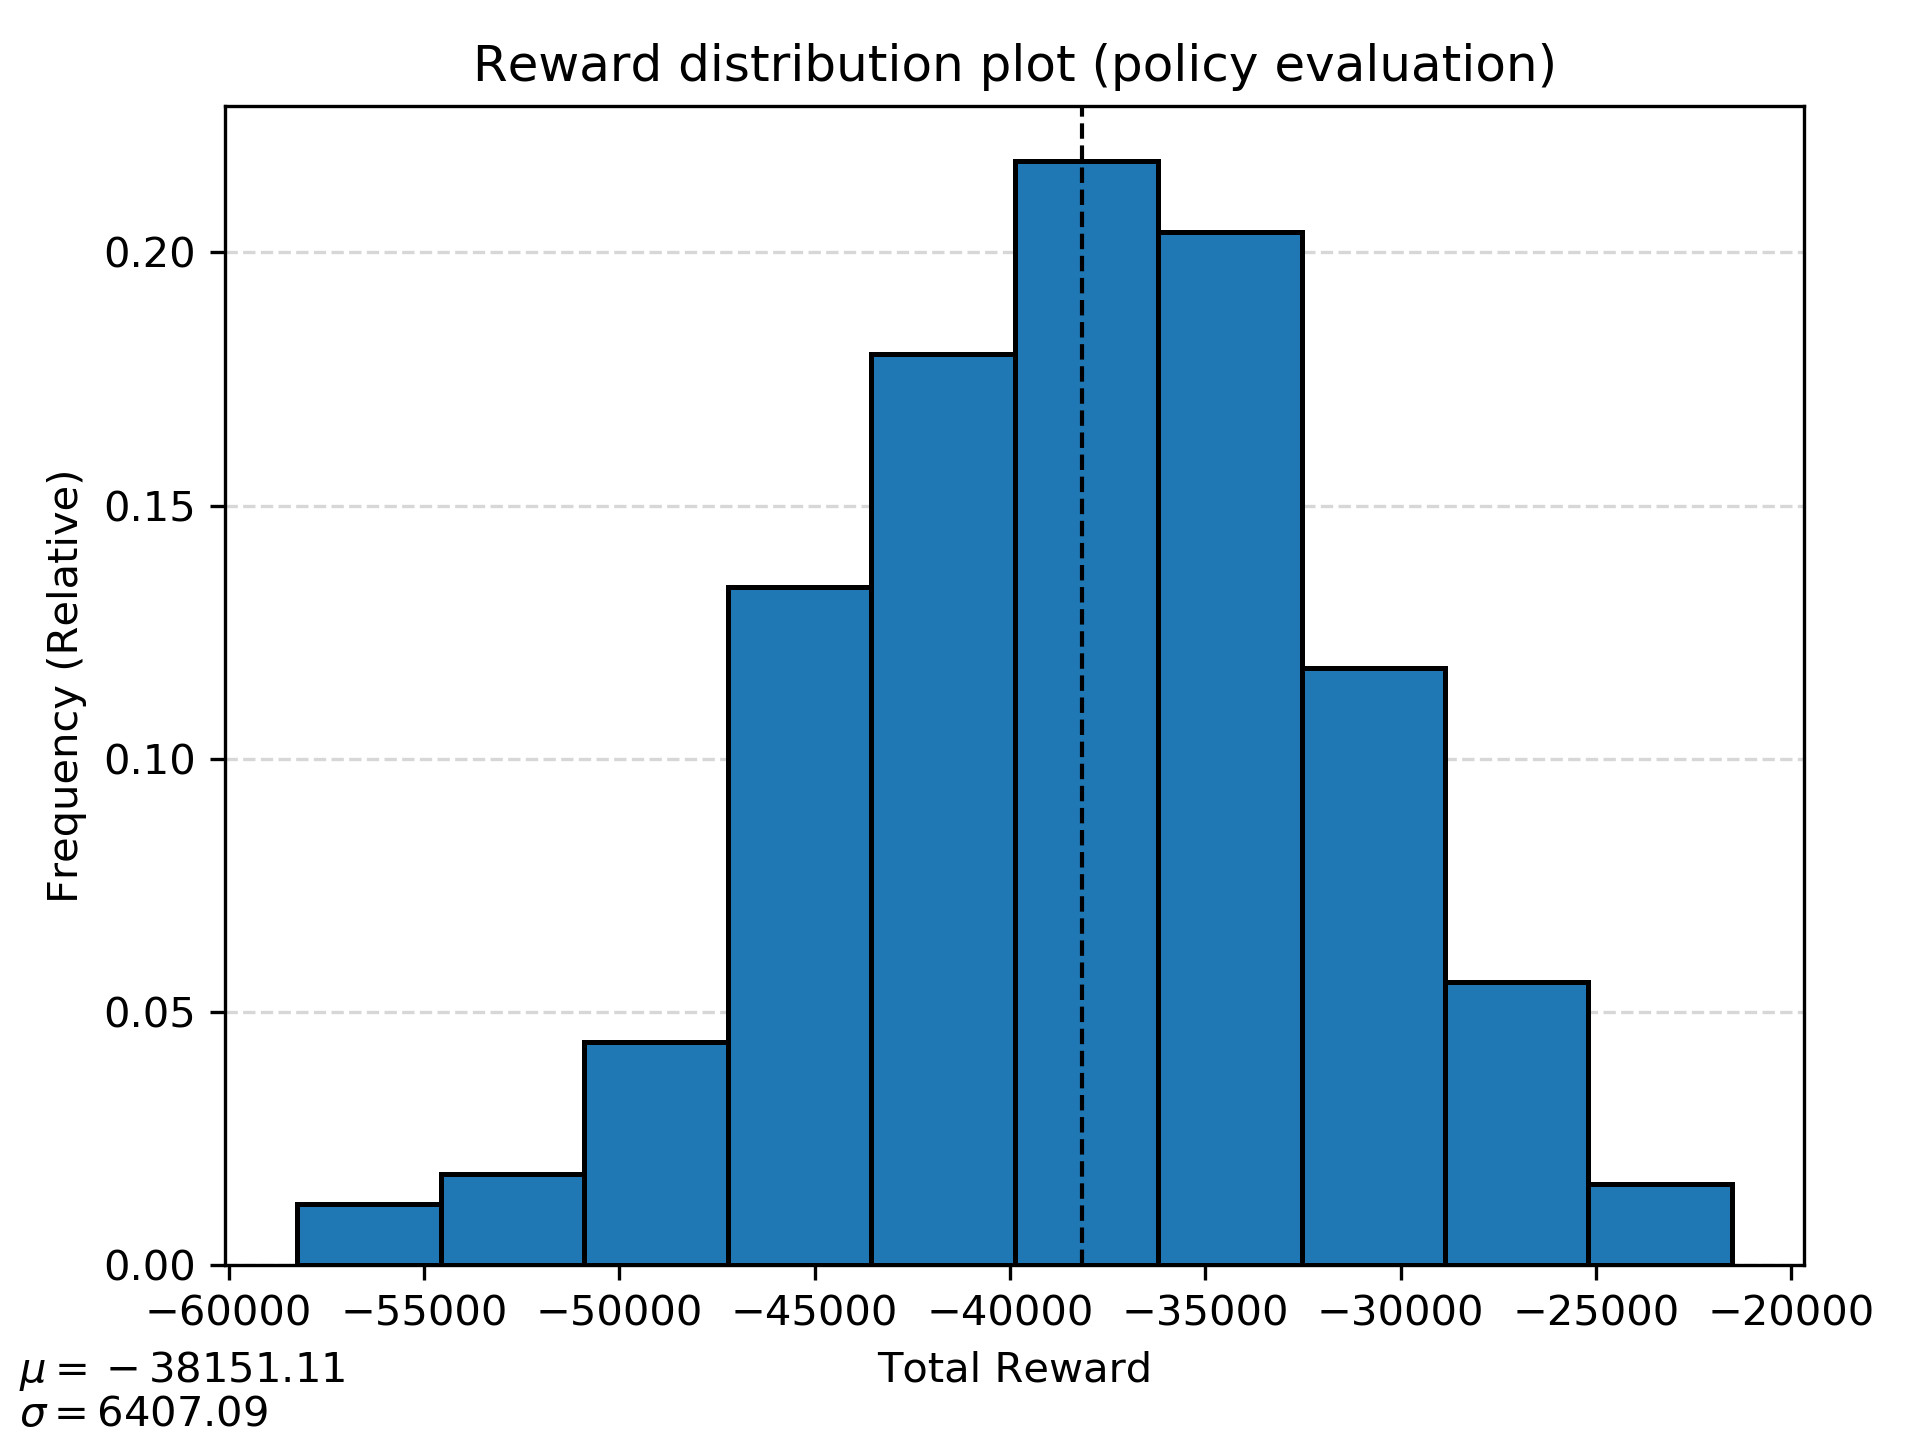 Reward distribution plot (policy evaluation)
Frequency (Relative)
0.20
0.15
0.10
0.05
0.00
−60000 −55000 −50000 −45000 −40000 −35000 −30000 −25000 −20000
Total Reward
μ = − 38151.11
σ = 6407.09